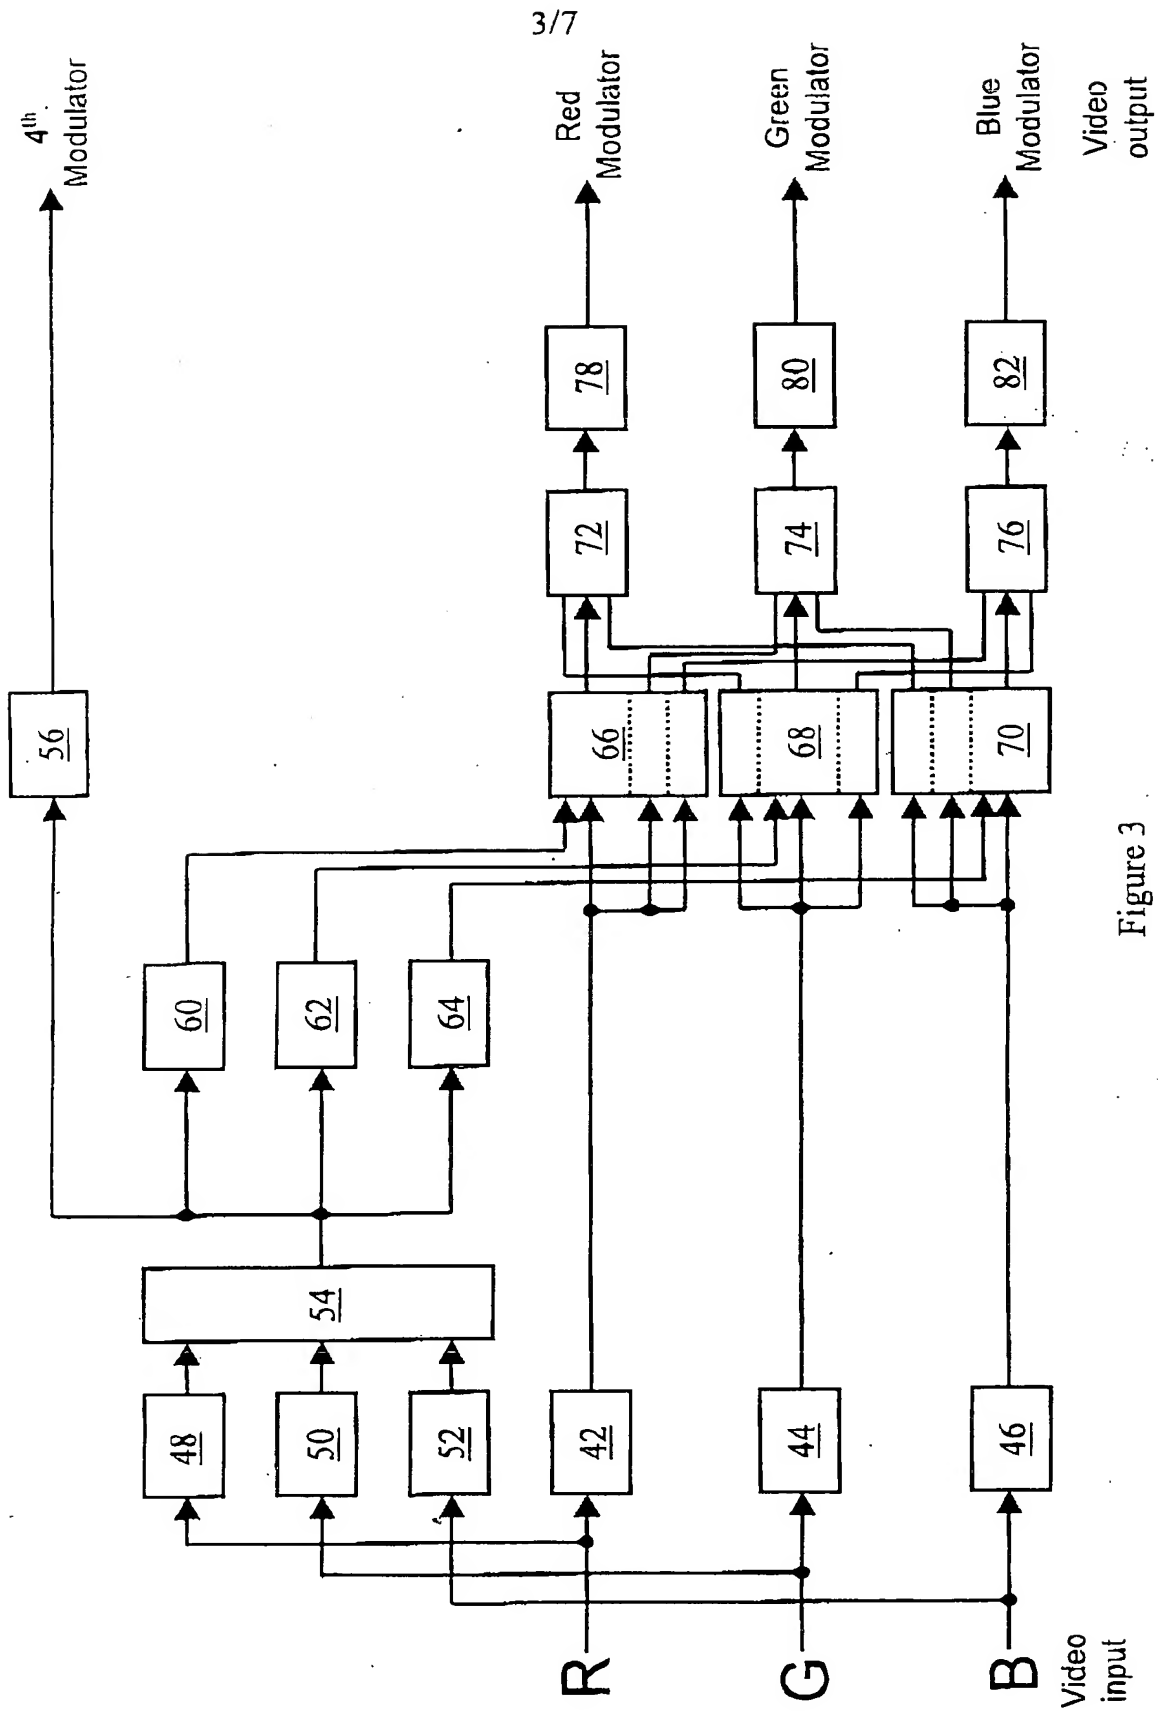 3/7
4th
Modulator
Red
Modulator
Green
Modulator
Blue
Modulator
Video
output
56
78
80
82
72
74
76
66
68
70
60
62
64
54
48
50
52
42
44
46
R
G
B
Video
input
Figure 3